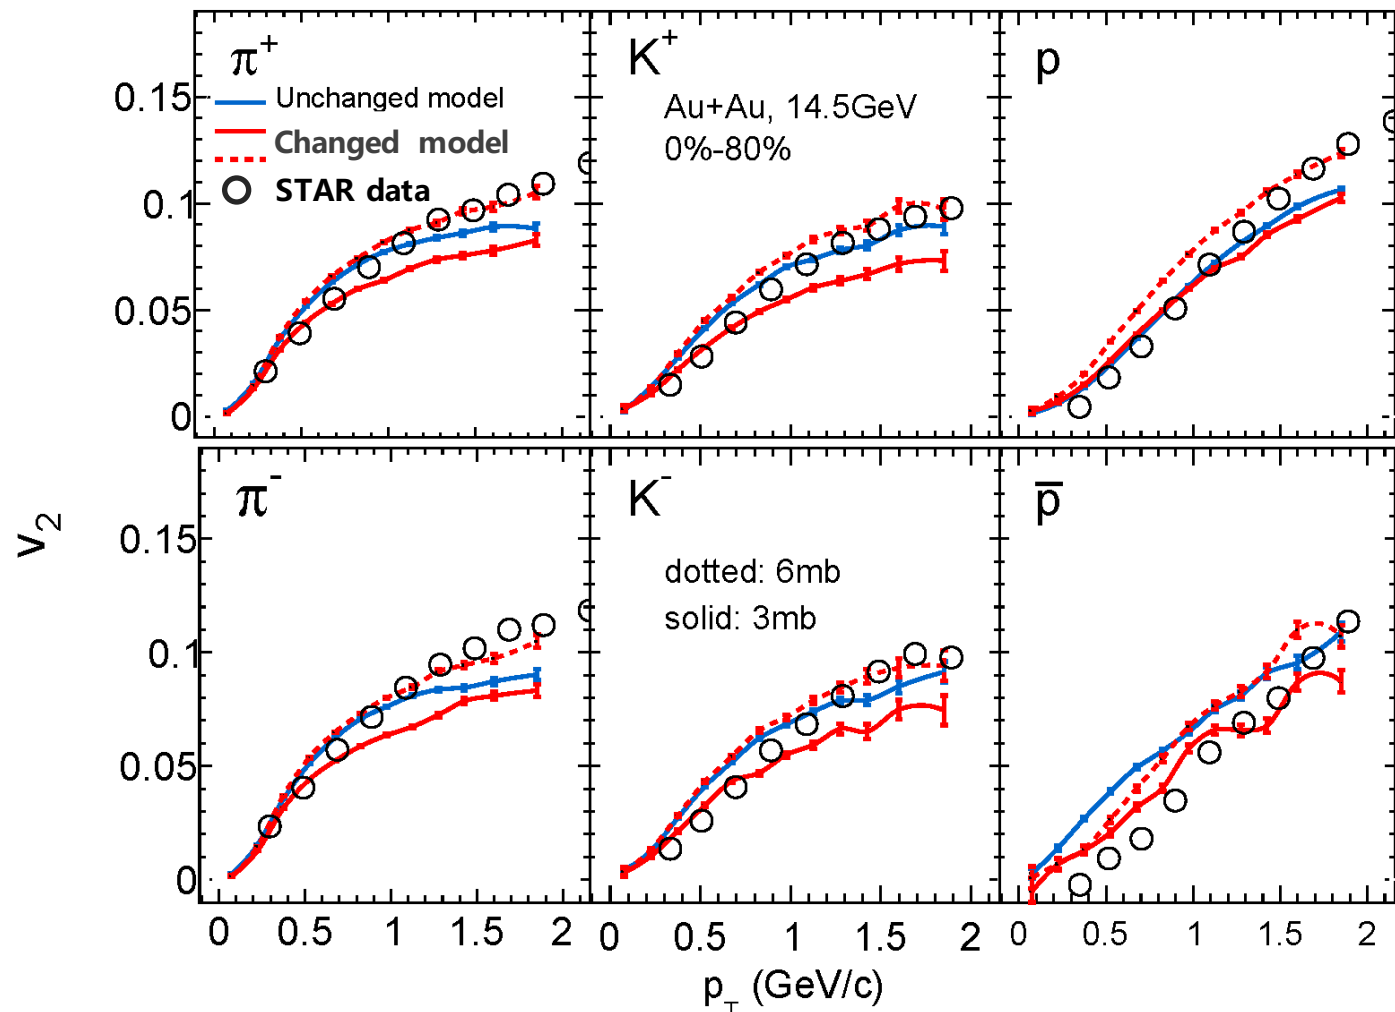 π⁺
K⁺
p
Unchanged model
Changed model
STAR data
Au+Au, 14.5GeV
0%-80%
0.15
0.1
0.05
0
π⁻
K⁻
p̅
dotted: 6mb
solid: 3mb
v₂
0.15
0.1
0.05
0
0 0.5 1 1.5 2
0 0.5 1 1.5 2
0 0.5 1 1.5 2
p_T (GeV/c)